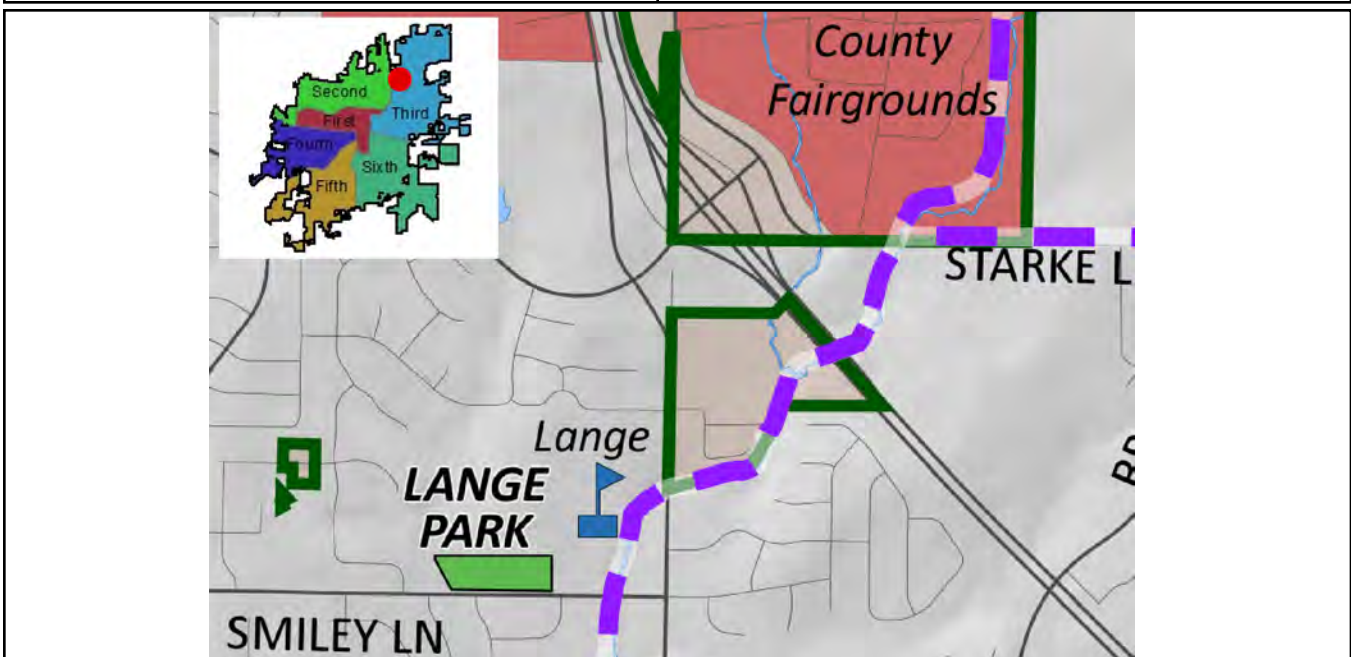 Second
Third
First
Fourth
Sixth
Fifth
County
Fairgrounds
STARKE L
Lange
LANGE
PARK
SMILEY LN